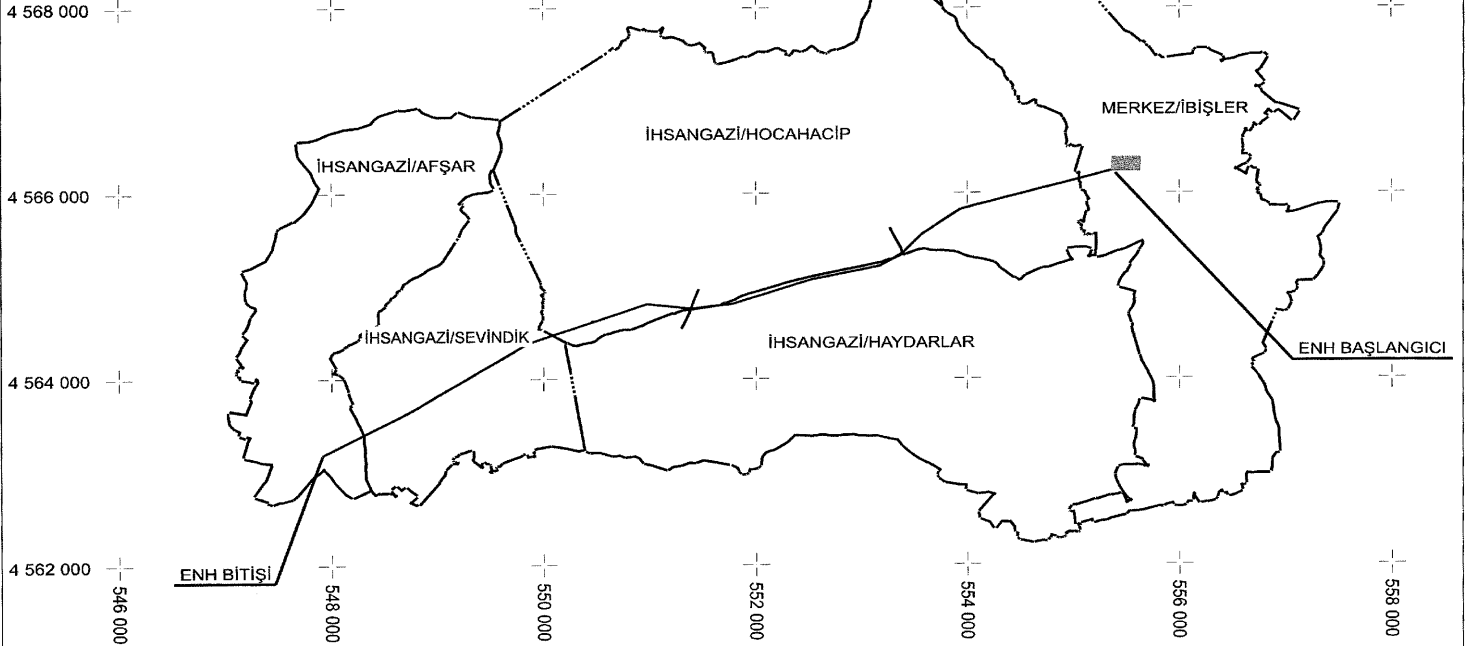 4 568 000
MERKEZ/İBİŞLER
İHSANGAZİ/HOCAHACİP
İHSANGAZİ/AFŞAR
4 566 000
İHSANGAZİ/SEVİNDİK
İHSANGAZİ/HAYDARLAR
ENH BAŞLANGICI
4 564 000
4 562 000
ENH BİTİŞİ
546 000
548 000
550 000
552 000
554 000
556 000
558 000